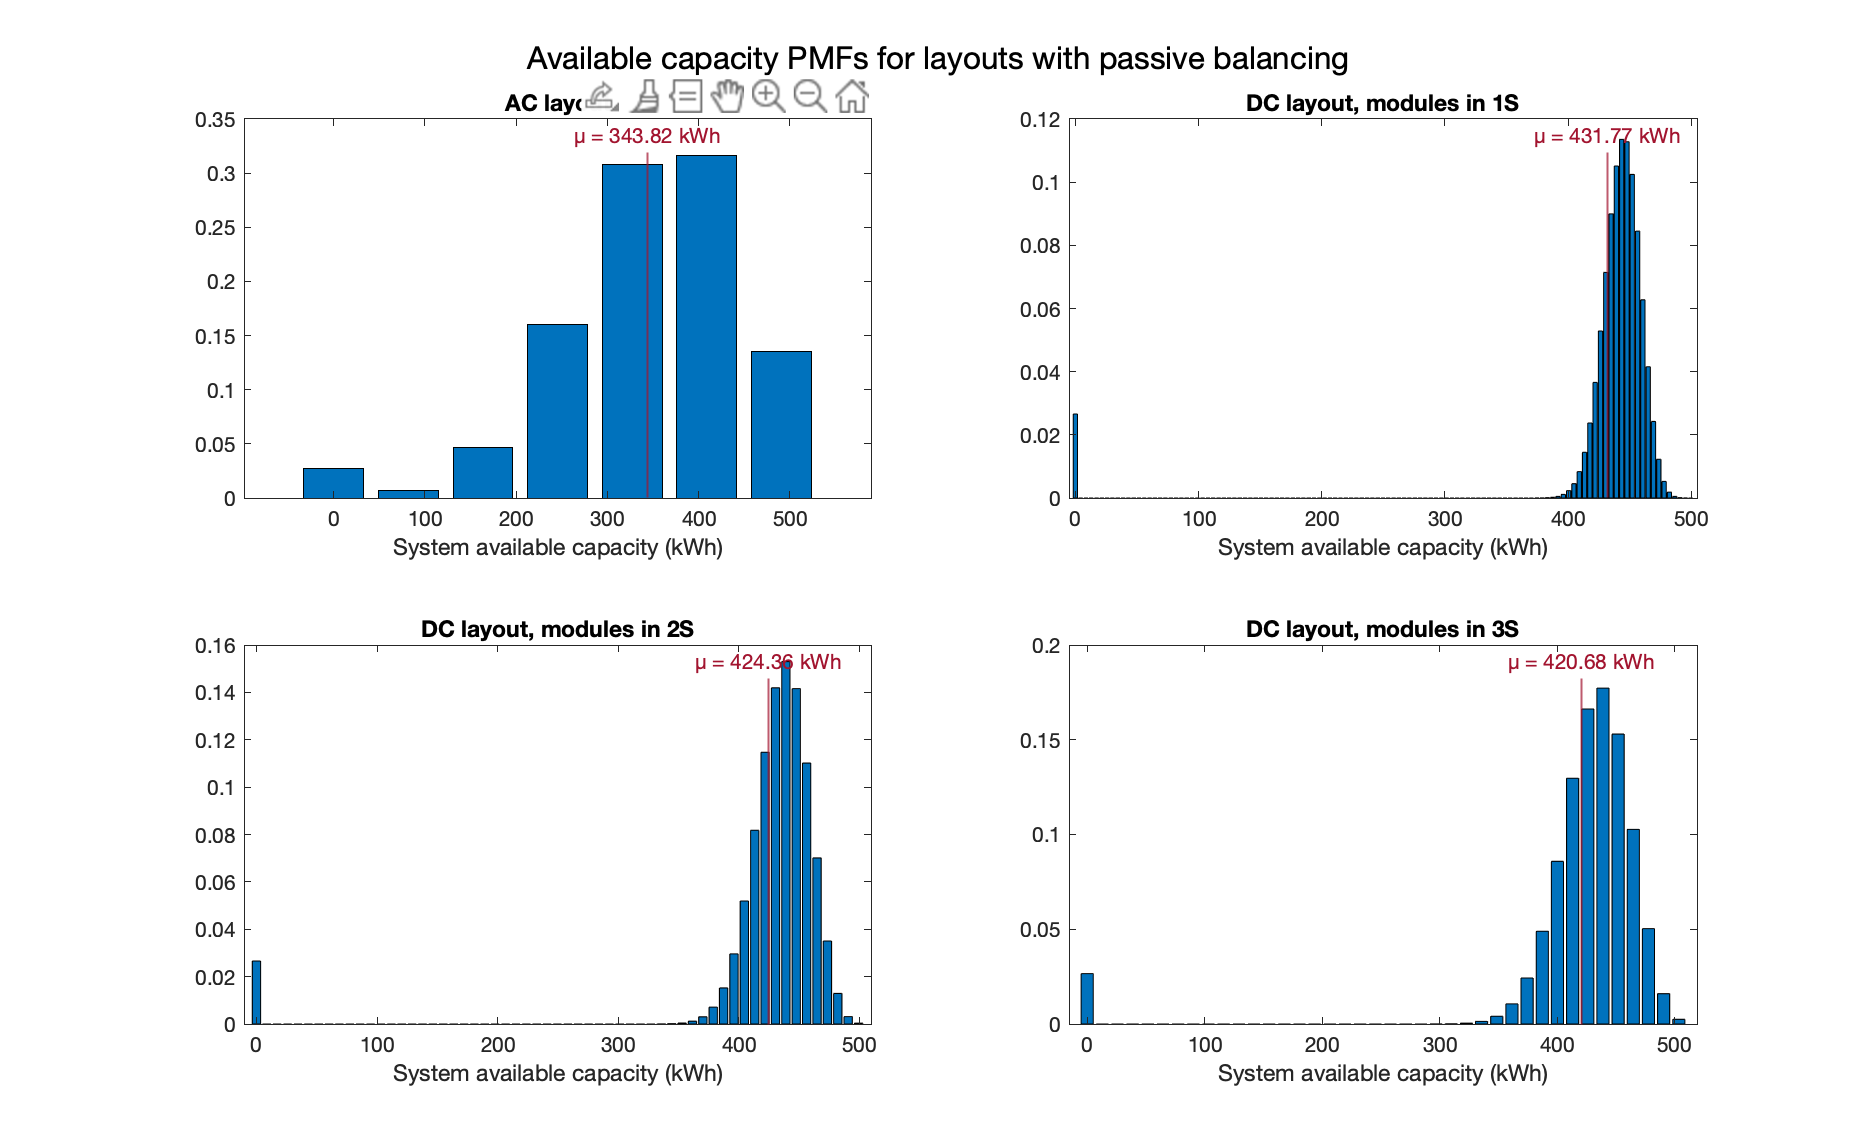 Available capacity PMFs for layouts with passive balancing
AC layo
μ = 343.82 kWh
0.35
0.3
0.25
0.2
0.15
0.1
0.05
0
0 100 200 300 400 500
System available capacity (kWh)
DC layout, modules in 1S
μ = 431.77 kWh
0.12
0.1
0.08
0.06
0.04
0.02
0
0 100 200 300 400 500
System available capacity (kWh)
DC layout, modules in 2S
μ = 424.36 kWh
0.16
0.14
0.12
0.1
0.08
0.06
0.04
0.02
0
0 100 200 300 400 500
System available capacity (kWh)
DC layout, modules in 3S
μ = 420.68 kWh
0.2
0.15
0.1
0.05
0
0 100 200 300 400 500
System available capacity (kWh)